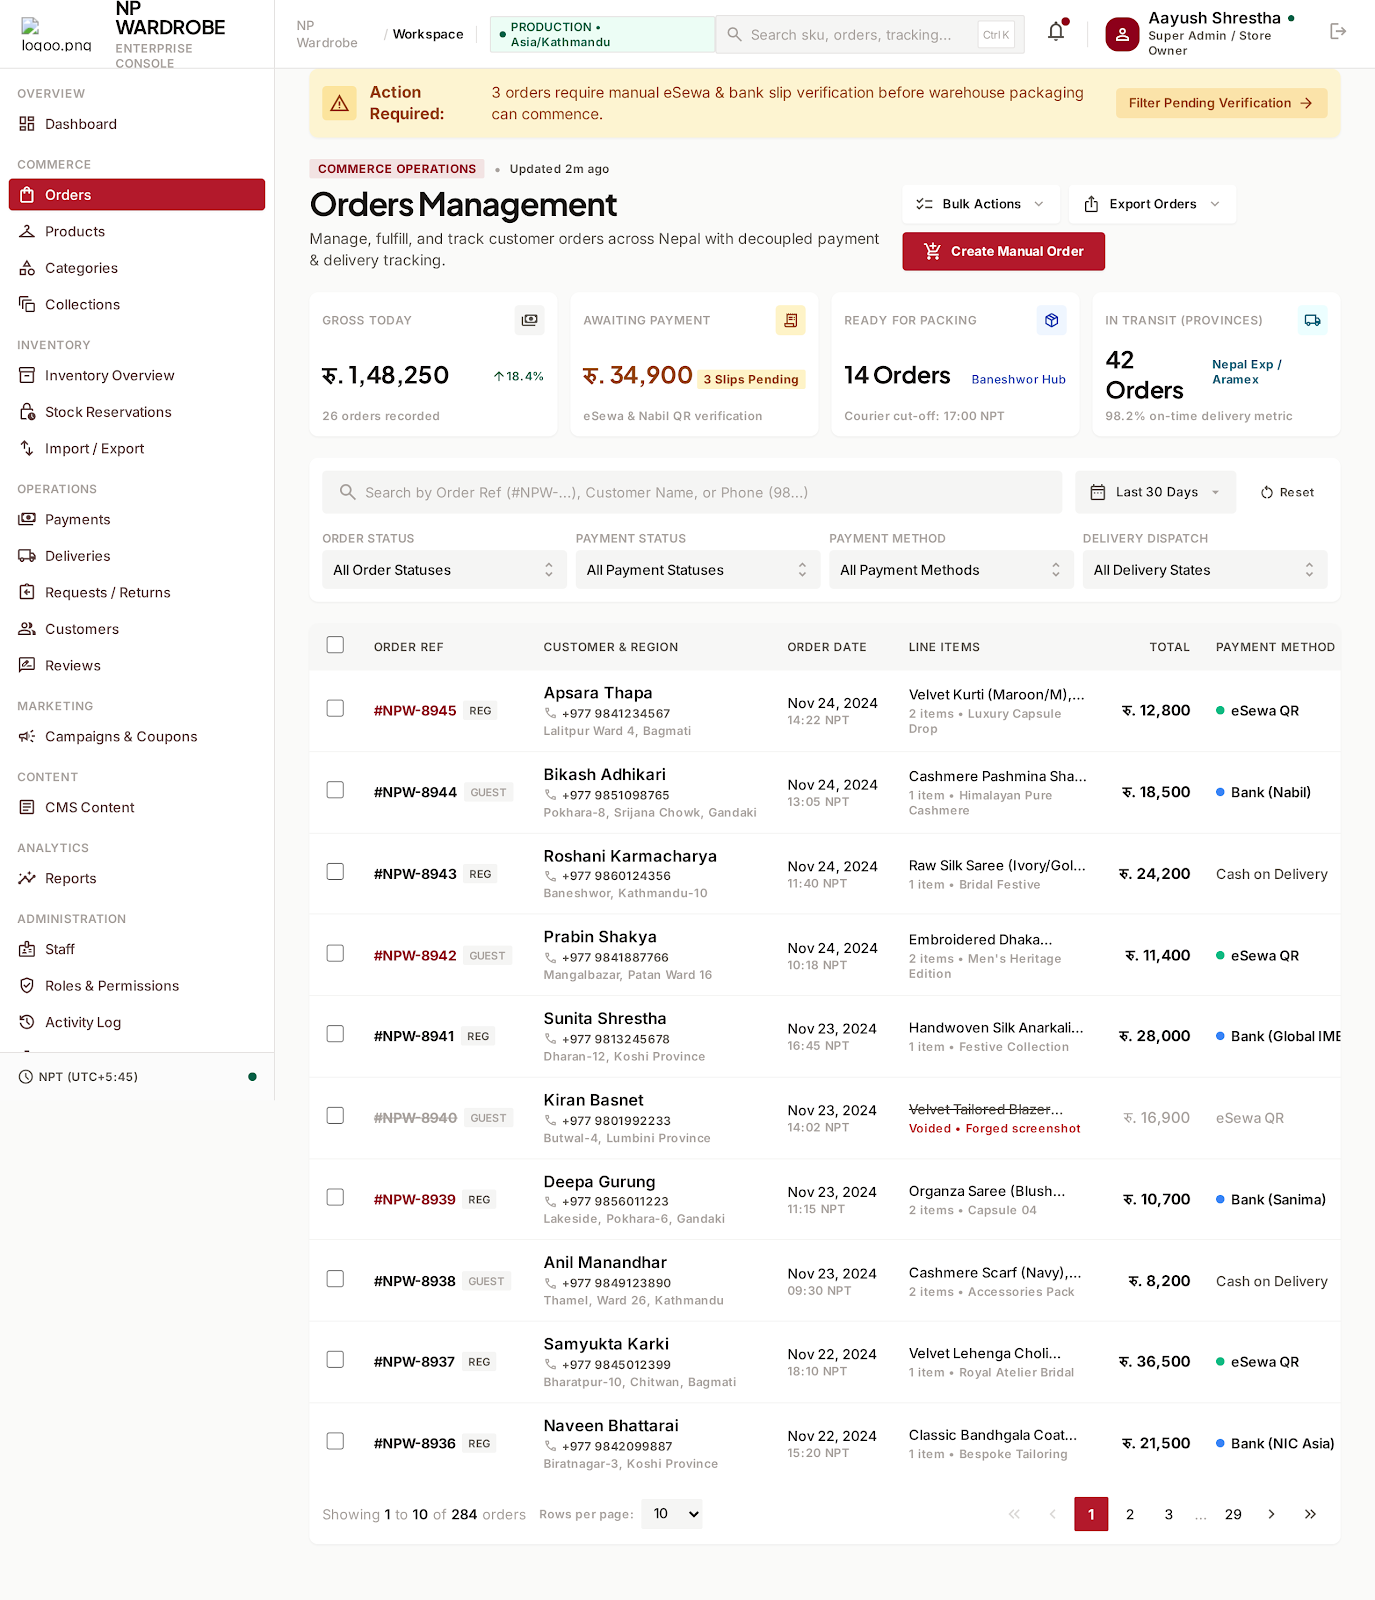 logoo.png
NP
WARDROBE
ENTERPRISE
CONSOLE
NP
Wardrobe
/ Workspace
PRODUCTION •
Asia/Kathmandu
Search sku, orders, tracking...
Ctrl K
Aayush Shrestha
Super Admin / Store
Owner
OVERVIEW
Dashboard
COMMERCE
Orders
Products
Categories
Collections
INVENTORY
Inventory Overview
Stock Reservations
Import / Export
OPERATIONS
Payments
Deliveries
Requests / Returns
Customers
Reviews
MARKETING
Campaigns & Coupons
CONTENT
CMS Content
ANALYTICS
Reports
ADMINISTRATION
Staff
Roles & Permissions
Activity Log
NPT (UTC+5:45)
Action
Required:
3 orders require manual eSewa & bank slip verification before warehouse packaging
can commence.
Filter Pending Verification
COMMERCE OPERATIONS
• Updated 2m ago
Orders Management
Manage, fulfill, and track customer orders across Nepal with decoupled payment
& delivery tracking.
Bulk Actions
Export Orders
Create Manual Order
GROSS TODAY
रु. 1,48,250
18.4%
26 orders recorded
AWAITING PAYMENT
रु. 34,900
3 Slips Pending
eSewa & Nabil QR verification
READY FOR PACKING
14 Orders
Baneshwor Hub
Courier cut-off: 17:00 NPT
IN TRANSIT (PROVINCES)
42
Orders
Nepal Exp /
Aramex
98.2% on-time delivery metric
Search by Order Ref (#NPW-...), Customer Name, or Phone (98...)
Last 30 Days
Reset
ORDER STATUS
All Order Statuses
PAYMENT STATUS
All Payment Statuses
PAYMENT METHOD
All Payment Methods
DELIVERY DISPATCH
All Delivery States
ORDER REF CUSTOMER & REGION ORDER DATE LINE ITEMS TOTAL PAYMENT METHOD
#NPW-8945 REG
Apsara Thapa
+977 9841234567
Lalitpur Ward 4, Bagmati
Nov 24, 2024
14:22 NPT
Velvet Kurti (Maroon/M),...
2 items • Luxury Capsule
Drop
रु. 12,800
eSewa QR
#NPW-8944 GUEST
Bikash Adhikari
+977 9851098765
Pokhara-8, Srijana Chowk, Gandaki
Nov 24, 2024
13:05 NPT
Cashmere Pashmina Sha...
1 item • Himalayan Pure
Cashmere
रु. 18,500
Bank (Nabil)
#NPW-8943 REG
Roshani Karmacharya
+977 9860124356
Baneshwor, Kathmandu-10
Nov 24, 2024
11:40 NPT
Raw Silk Saree (Ivory/Gol...
1 item • Bridal Festive
रु. 24,200
Cash on Delivery
#NPW-8942 GUEST
Prabin Shakya
+977 9841887766
Mangalbazar, Patan Ward 16
Nov 24, 2024
10:18 NPT
Embroidered Dhaka...
2 items • Men's Heritage
Edition
रु. 11,400
eSewa QR
#NPW-8941 REG
Sunita Shrestha
+977 9813245678
Dharan-12, Koshi Province
Nov 23, 2024
16:45 NPT
Handwoven Silk Anarkali...
1 item • Festive Collection
रु. 28,000
Bank (Global IME
#NPW-8940 GUEST
Kiran Basnet
+977 9801992233
Butwal-4, Lumbini Province
Nov 23, 2024
14:02 NPT
Velvet Tailored Blazer...
Voided • Forged screenshot
रु. 16,900
eSewa QR
#NPW-8939 REG
Deepa Gurung
+977 9856011223
Lakeside, Pokhara-6, Gandaki
Nov 23, 2024
11:15 NPT
Organza Saree (Blush...
2 items • Capsule 04
रु. 10,700
Bank (Sanima)
#NPW-8938 GUEST
Anil Manandhar
+977 9849123890
Thamel, Ward 26, Kathmandu
Nov 23, 2024
09:30 NPT
Cashmere Scarf (Navy),...
2 items • Accessories Pack
रु. 8,200
Cash on Delivery
#NPW-8937 REG
Samyukta Karki
+977 9845012399
Bharatpur-10, Chitwan, Bagmati
Nov 22, 2024
18:10 NPT
Velvet Lehenga Choli...
1 item • Royal Atelier Bridal
रु. 36,500
eSewa QR
#NPW-8936 REG
Naveen Bhattarai
+977 9842099887
Biratnagar-3, Koshi Province
Nov 22, 2024
15:20 NPT
Classic Bandhgala Coat...
1 item • Bespoke Tailoring
रु. 21,500
Bank (NIC Asia)
Showing 1 to 10 of 284 orders
Rows per page: 10
1 2 3 ... 29